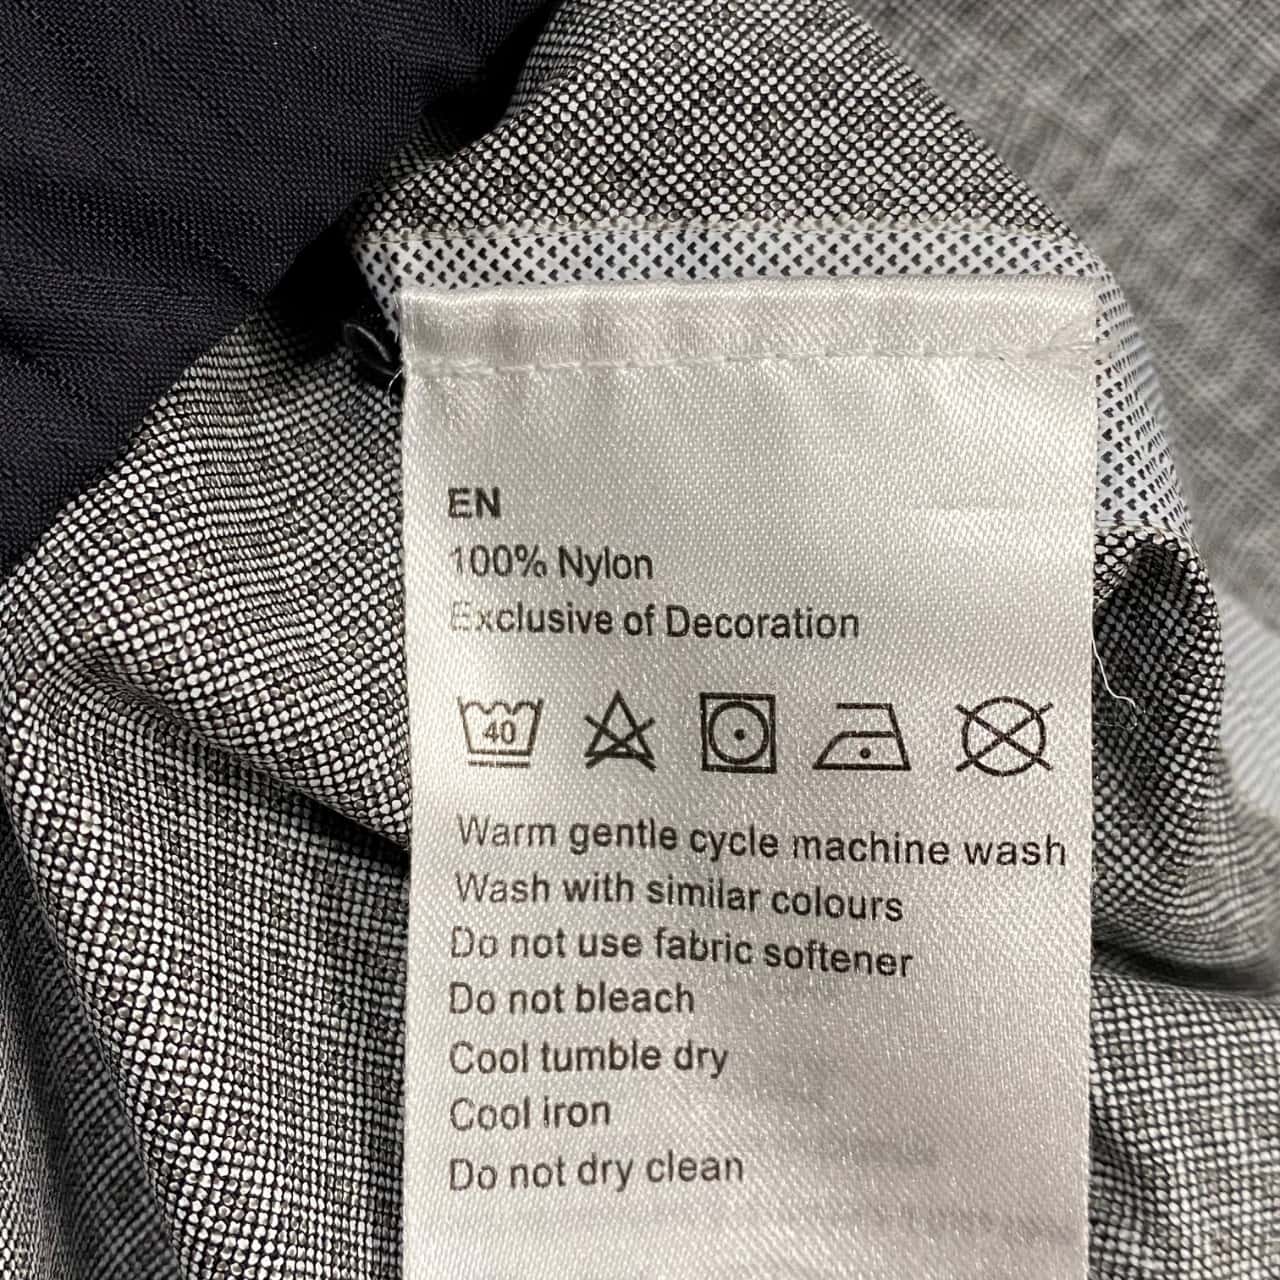 EN
100% Nylon
Exclusive of Decoration
40
Warm gentle cycle machine wash
Wash with similar colours
Do not use fabric softener
Do not bleach
Cool tumble dry
Cool iron
Do not dry clean